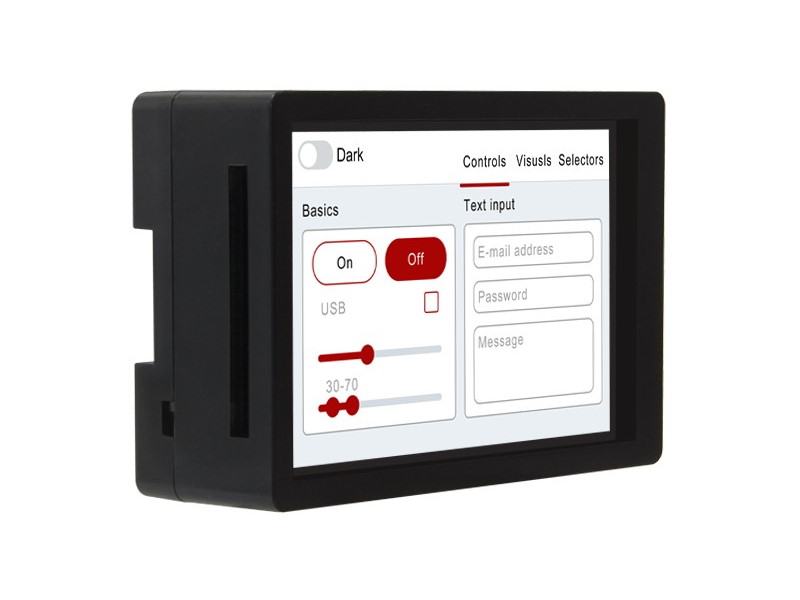 Dark
Controls Visusls Selectors
Basics
Text input
On
Off
USB
30-70
E-mail address
Password
Message